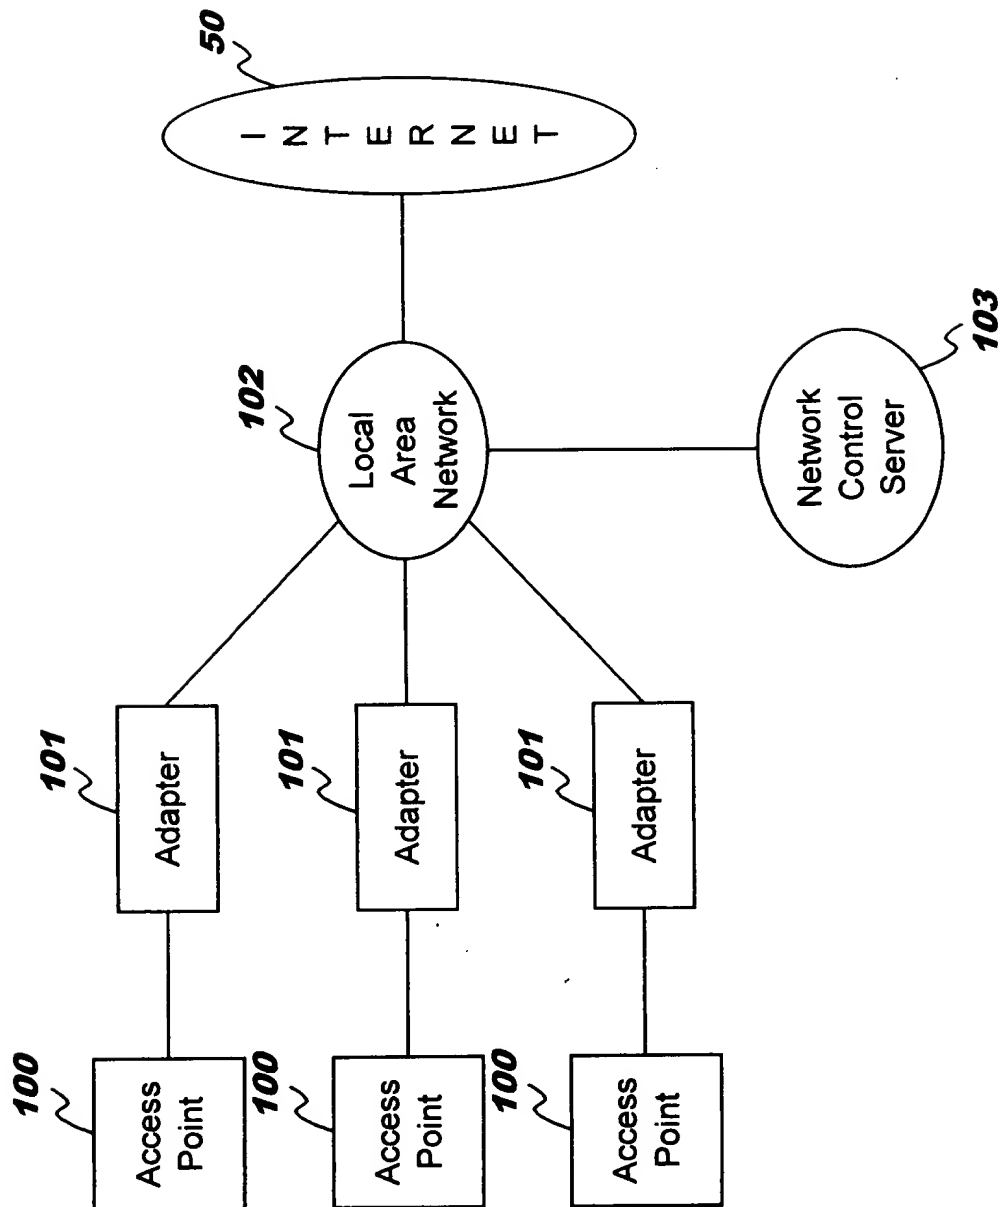 50
INTERNET
102
Local
Area
Network
103
Network
Control
Server
101
Adapter
101
Adapter
101
Adapter
100
Access
Point
100
Access
Point
100
Access
Point